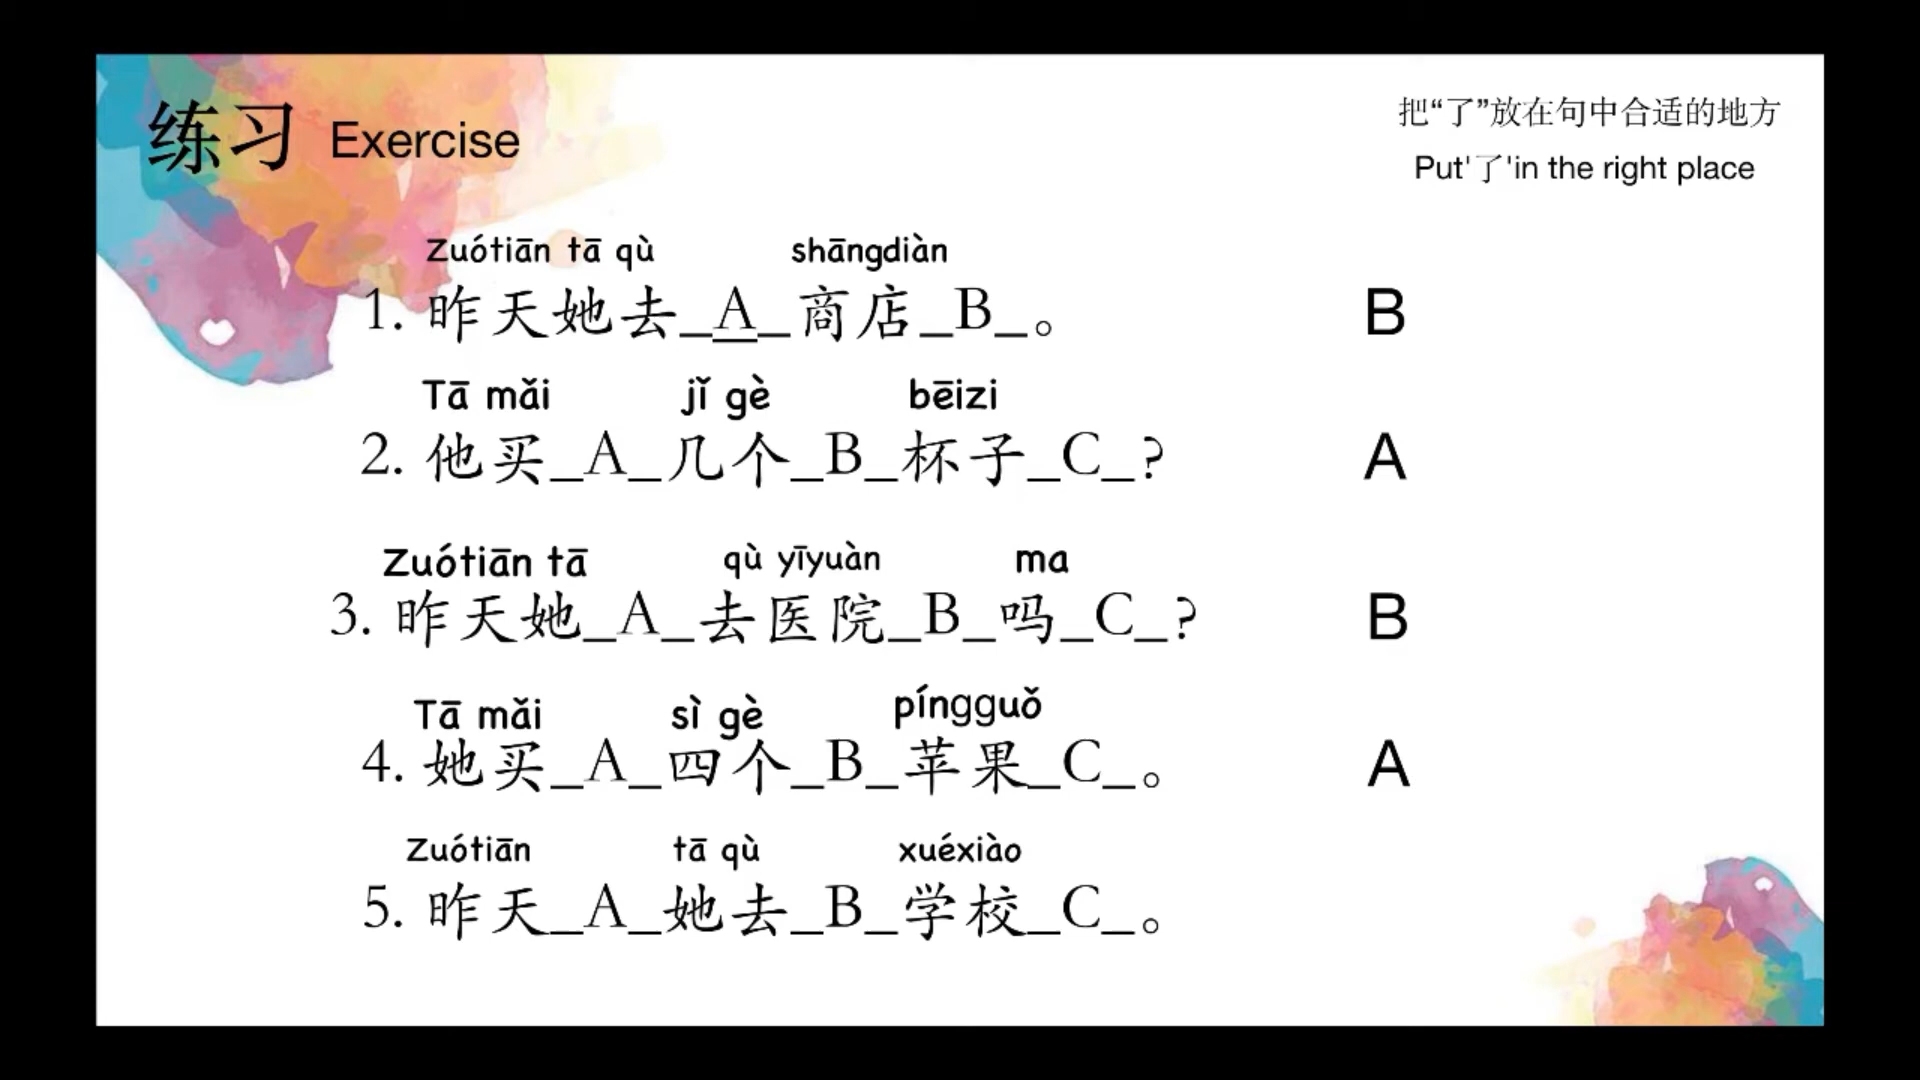 练习 Exercise
把“了”放在句中合适的地方
Put'了'in the right place
Zuótiān tā qù shāngdiàn
1. 昨天她去_A_商店_B_。 B
Tā mǎi jǐ gè bēizi
2. 他买_A_几个_B_杯子_C_? A
Zuótiān tā qù yīyuàn ma
3. 昨天她_A_去医院_B_吗_C_? B
Tā mǎi sì gè píngguǒ
4. 她买_A_四个_B_苹果_C_。 A
Zuótiān tā qù xuéxiào
5. 昨天_A_她去_B_学校_C_。